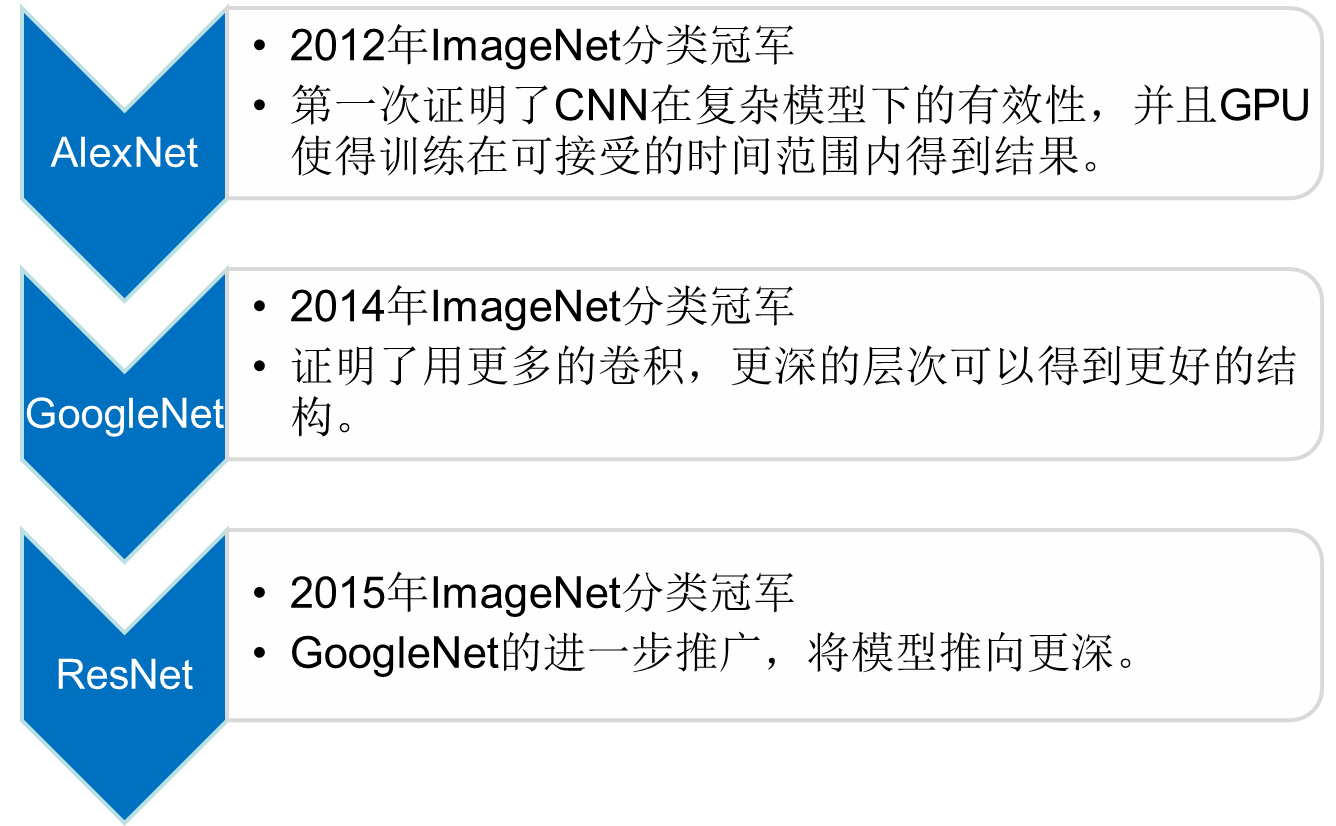 AlexNet
• 2012年ImageNet分类冠军
• 第一次证明了CNN在复杂模型下的有效性，并且GPU
使得训练在可接受的时间范围内得到结果。
GoogleNet
• 2014年ImageNet分类冠军
• 证明了用更多的卷积，更深的层次可以得到更好的结
构。
ResNet
• 2015年ImageNet分类冠军
• GoogleNet的进一步推广，将模型推向更深。